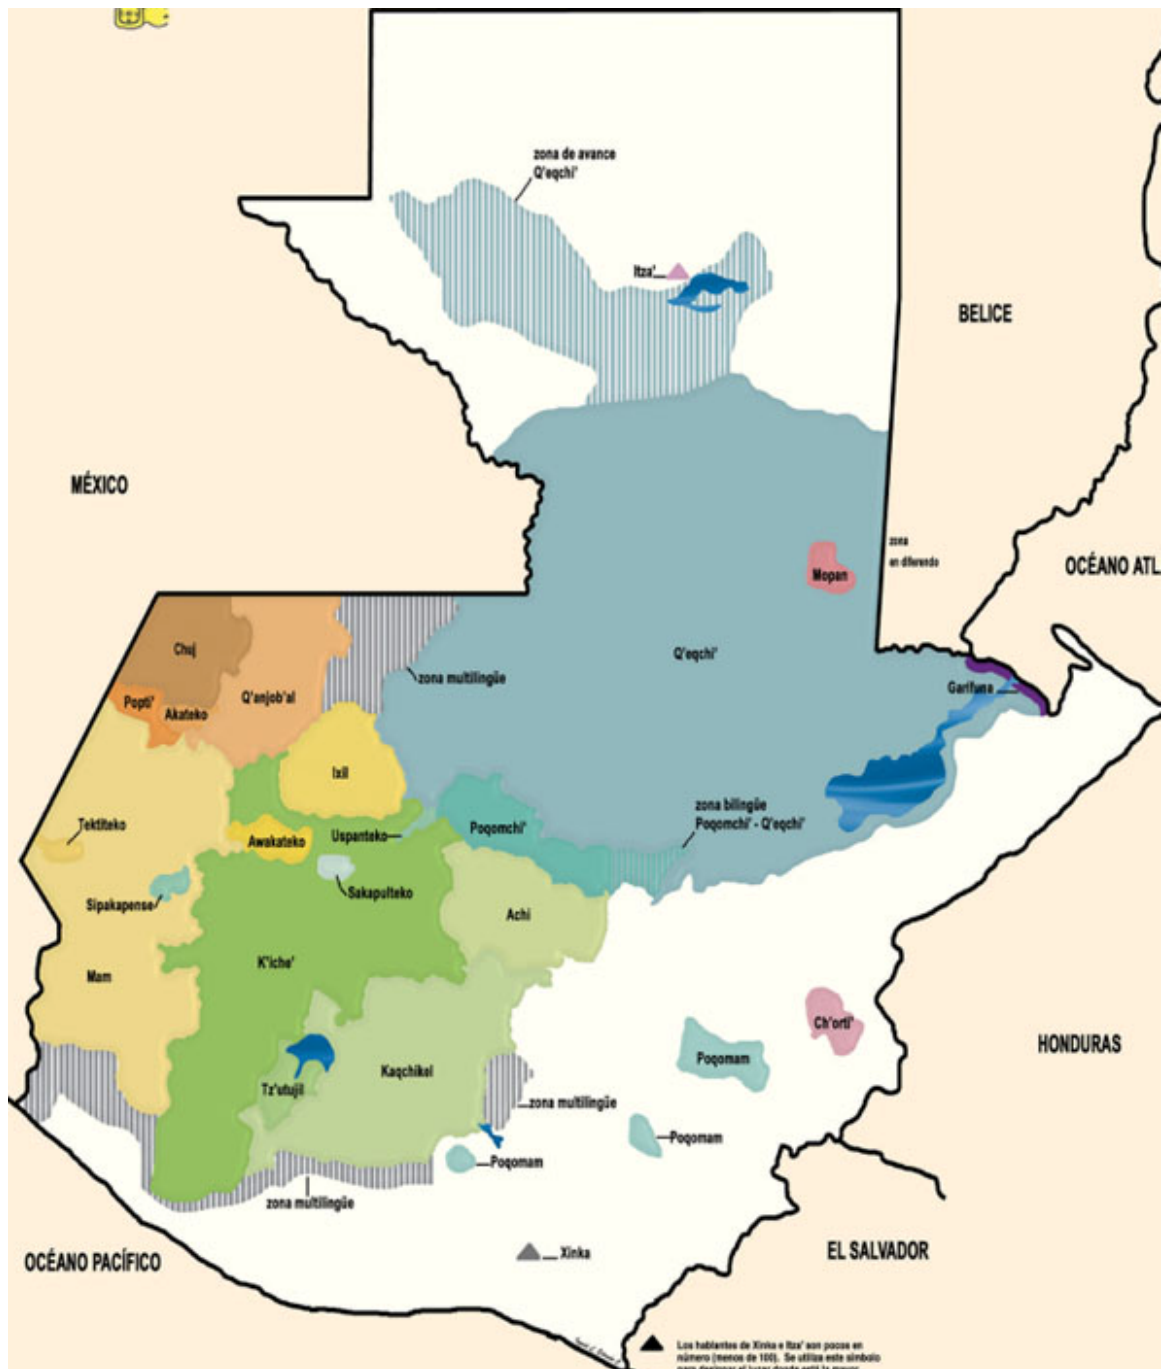 zona de avance
Q'eqchi'
Itza'
BELICE
MÉXICO
zona
en diferendo
Mopan
OCÉANO ATL
Chuj
Q'eqchi'
zona multilingüe
Q'anjob'al
Garifuna
Popti'
Akateko
Ixil
zona bilingüe
Poqomchi' - Q'eqchi'
Tektiteko
Uspanteko
Poqomchi'
Awakateko
Sakapulteko
Sipakapense
Achi
K'iche'
Mam
Ch'orti'
HONDURAS
Poqomam
Kaqchikel
Tz'utujil
zona multilingüe
Poqomam
Poqomam
zona multilingüe
EL SALVADOR
Xinka
OCÉANO PACÍFICO
Los hablantes de Xinka e Itza' son pocos en
número (menos de 100). Se utiliza este símbolo